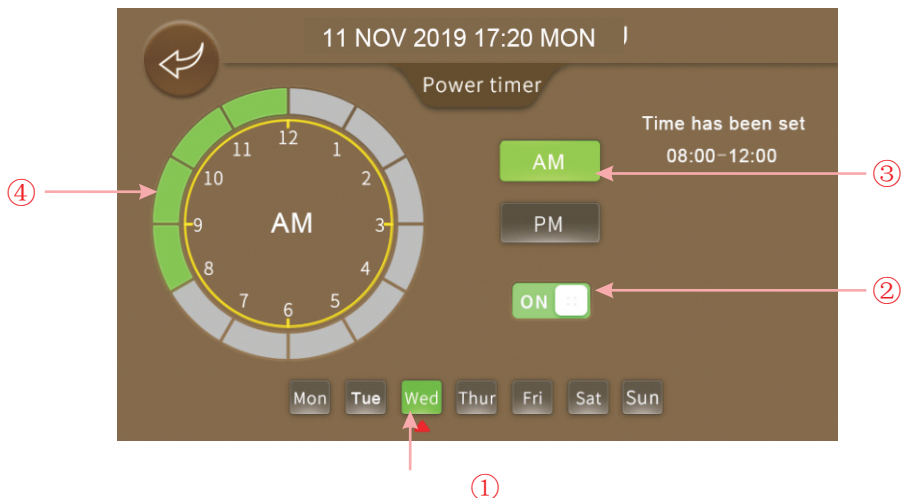 11 NOV 2019 17:20 MON
Power timer
Time has been set
08:00-12:00
AM
PM
ON
12
1
2
3
4
5
6
7
8
9
10
11
AM
Mon Tue Wed Thur Fri Sat Sun
④
③
②
①